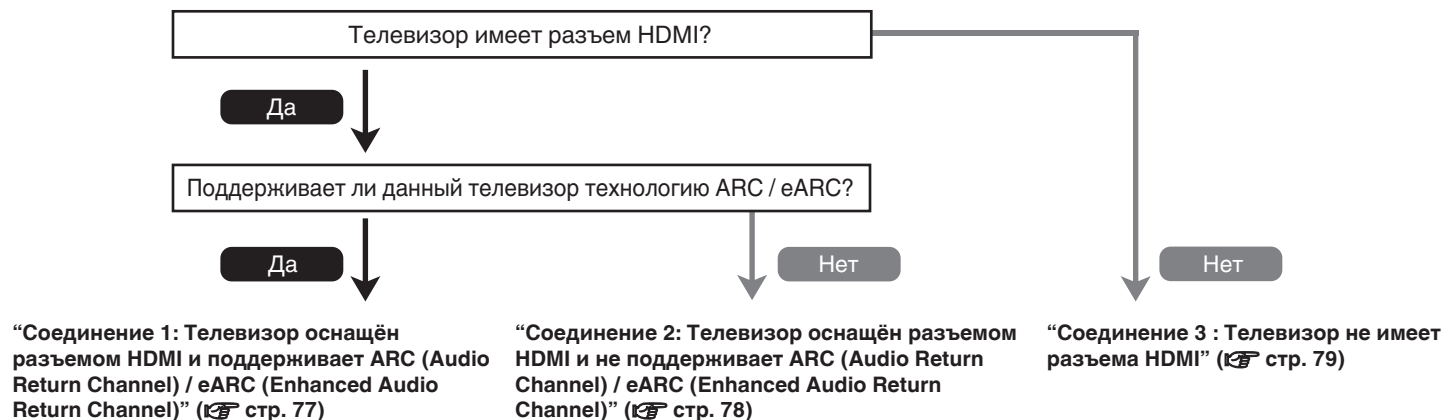 Телевизор имеет разъем HDMI?
Да
Поддерживает ли данный телевизор технологию ARC / eARC?
Да
Нет
Нет
“Соединение 1: Телевизор оснащён
разъемом HDMI и поддерживает ARC (Audio
Return Channel) / eARC (Enhanced Audio
Return Channel)” (☞ стр. 77)
“Соединение 2: Телевизор оснащён разъемом
HDMI и не поддерживает ARC (Audio Return
Channel) / eARC (Enhanced Audio Return
Channel)” (☞ стр. 78)
“Соединение 3 : Телевизор не имеет
разъема HDMI” (☞ стр. 79)